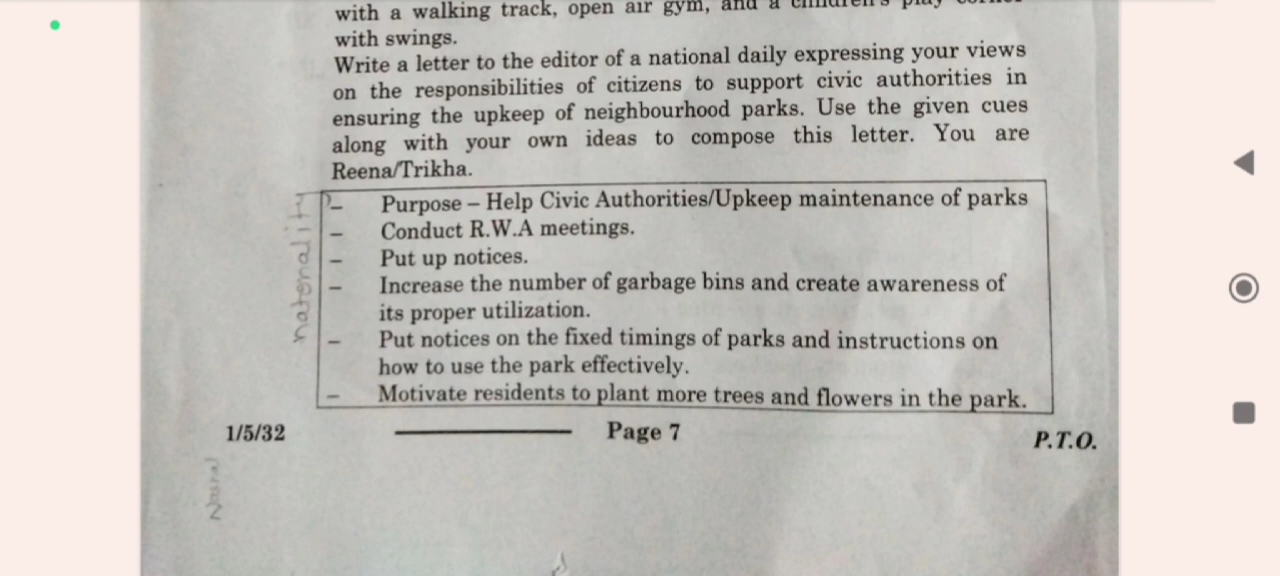 with a walking track, open air gym, and a children's play corner
with swings.
Write a letter to the editor of a national daily expressing your views
on the responsibilities of citizens to support civic authorities in
ensuring the upkeep of neighbourhood parks. Use the given cues
along with your own ideas to compose this letter. You are
Reena/Trikha.
– Purpose – Help Civic Authorities/Upkeep maintenance of parks
– Conduct R.W.A meetings.
– Put up notices.
– Increase the number of garbage bins and create awareness of
its proper utilization.
– Put notices on the fixed timings of parks and instructions on
how to use the park effectively.
– Motivate residents to plant more trees and flowers in the park.
1/5/32 Page 7 P.T.O.